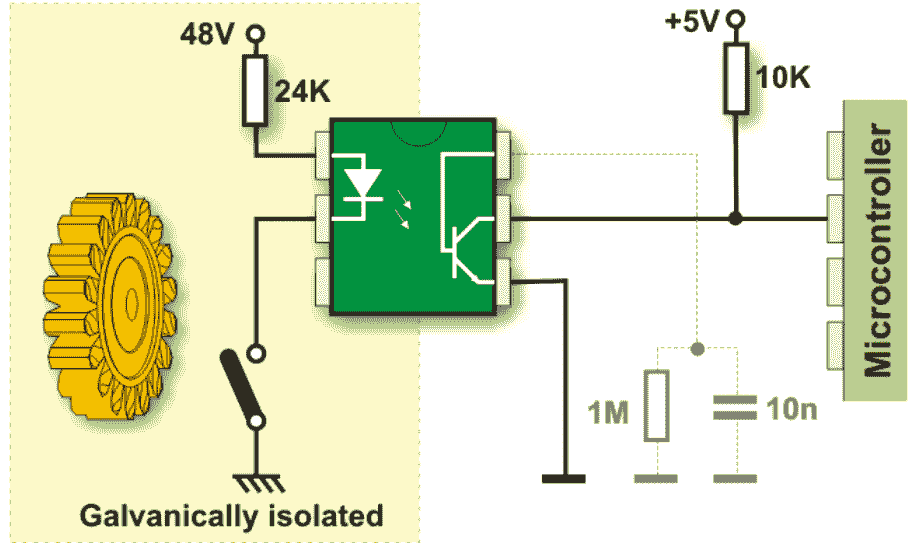 48V
24K
+5V
10K
Microcontroller
1M
10n
Galvanically isolated